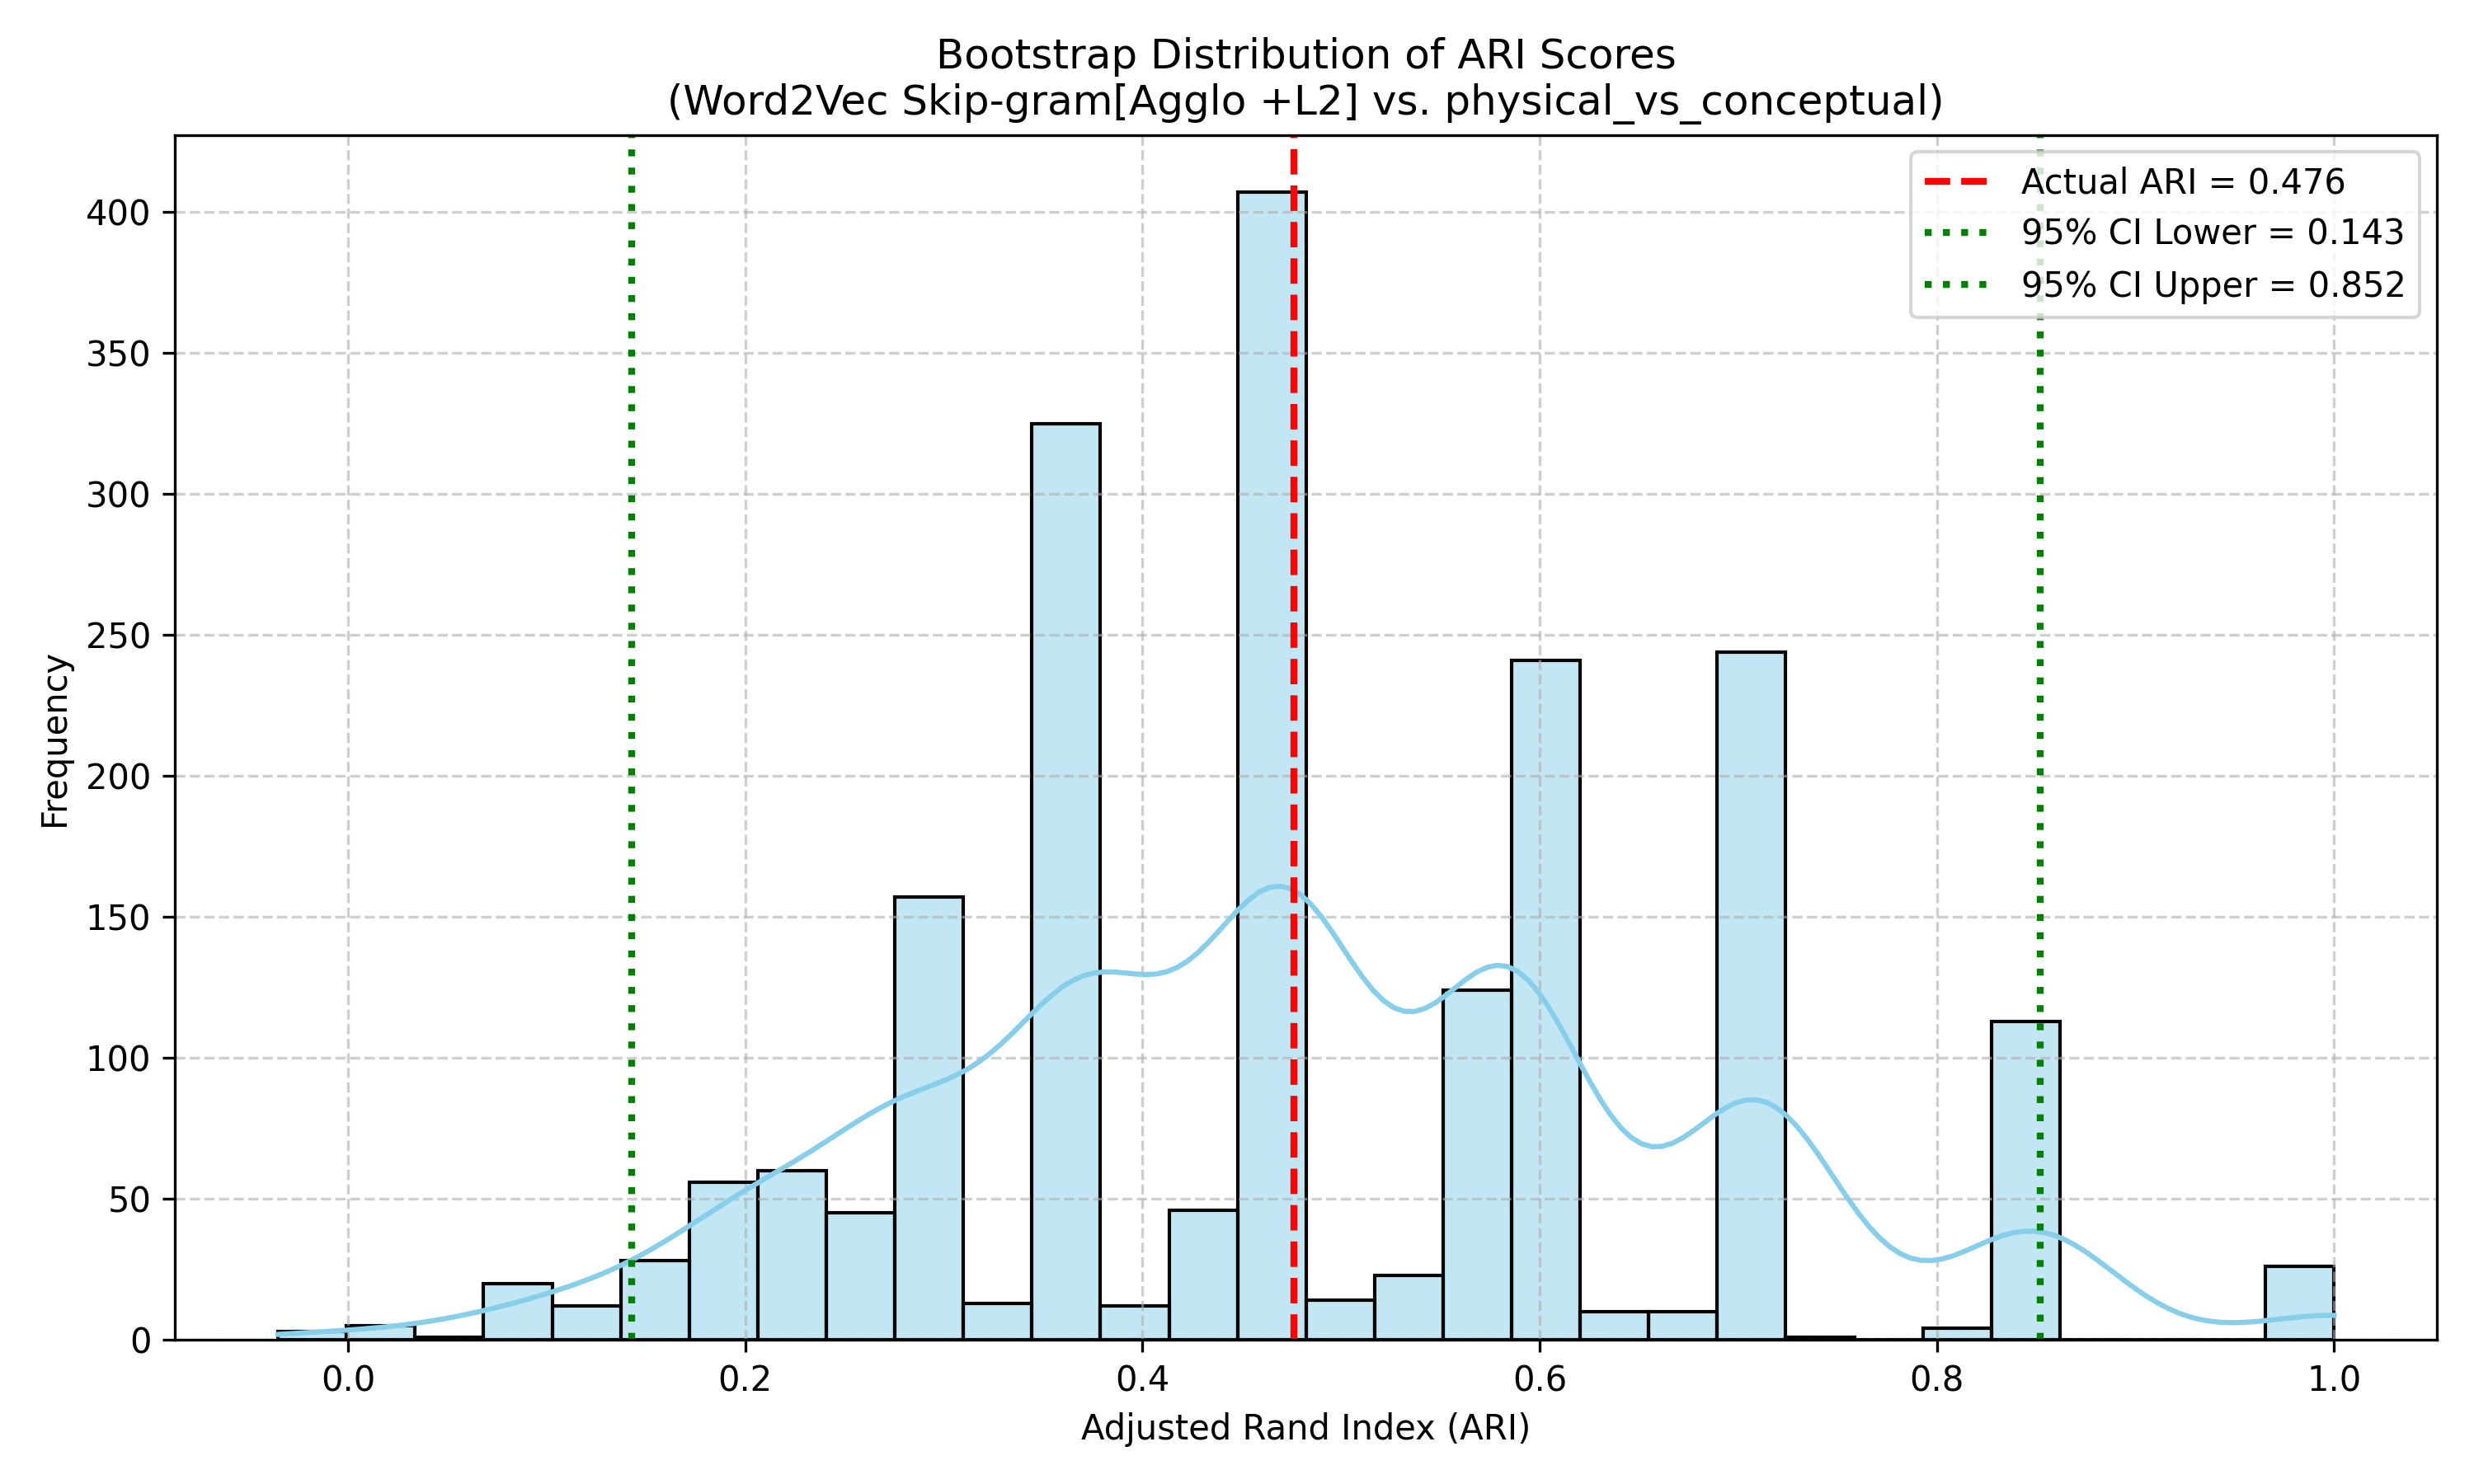 Bootstrap Distribution of ARI Scores
(Word2Vec Skip-gram[Agglo +L2] vs. physical_vs_conceptual)
Actual ARI = 0.476
95% CI Lower = 0.143
95% CI Upper = 0.852
Frequency
400
350
300
250
200
150
100
50
0
0.0 0.2 0.4 0.6 0.8 1.0
Adjusted Rand Index (ARI)